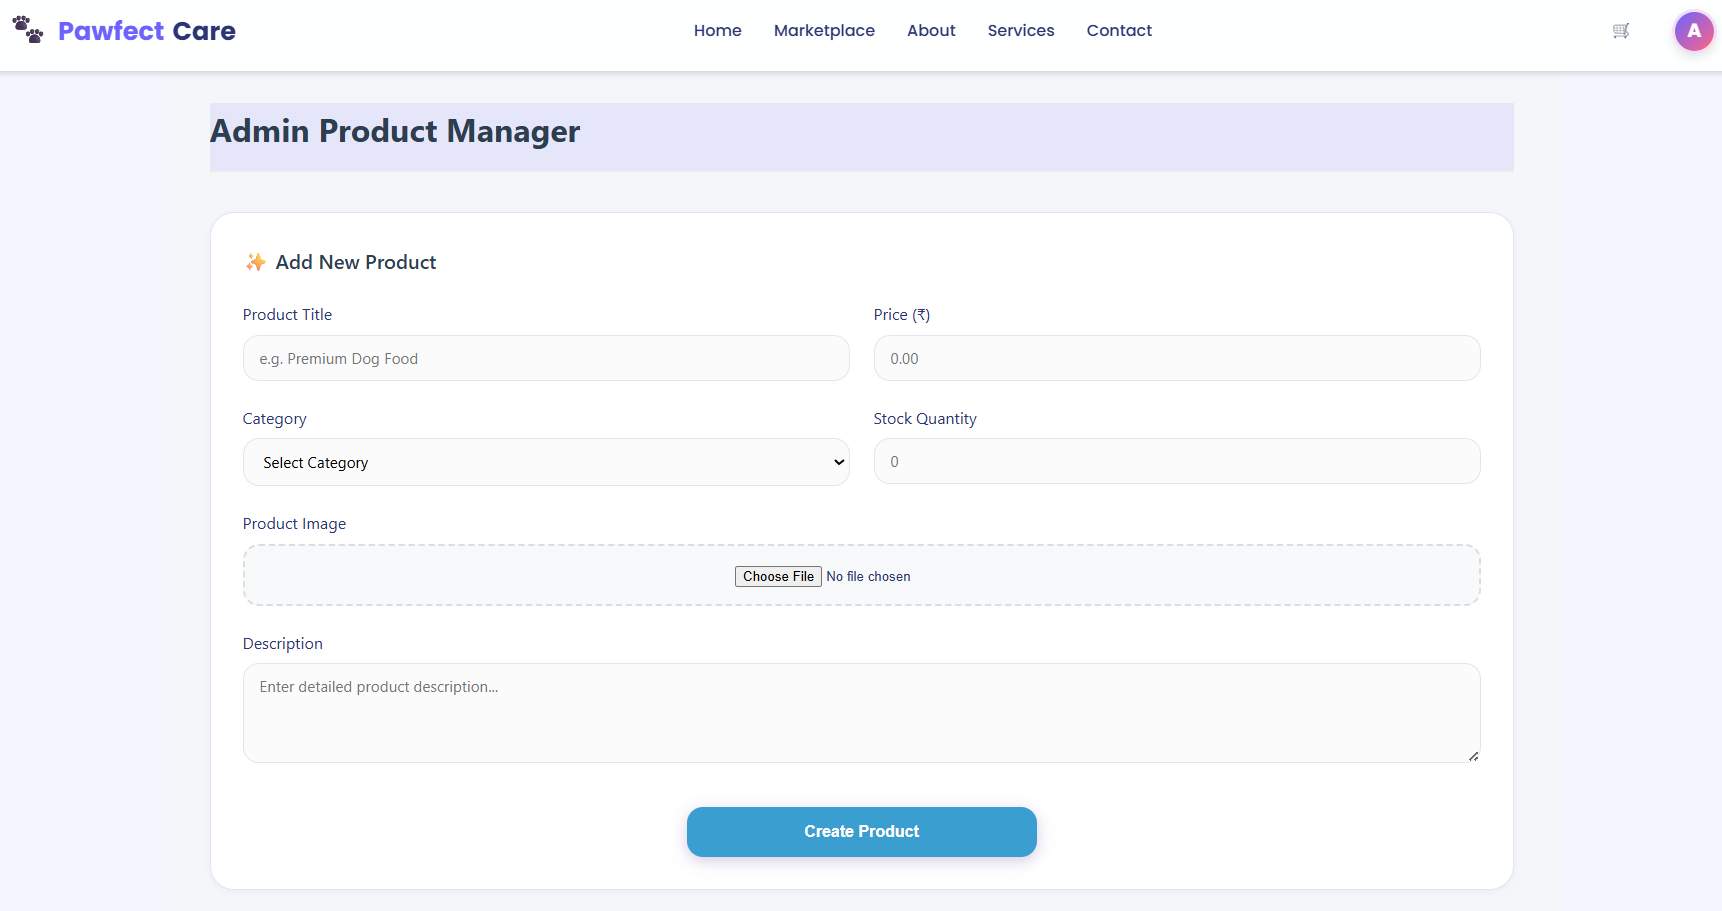 Pawfect Care
Home Marketplace About Services Contact
A
Admin Product Manager
Add New Product
Product Title Price (₹)
e.g. Premium Dog Food 0.00
Category Stock Quantity
Select Category 0
Product Image
Choose File No file chosen
Description
Enter detailed product description...
Create Product